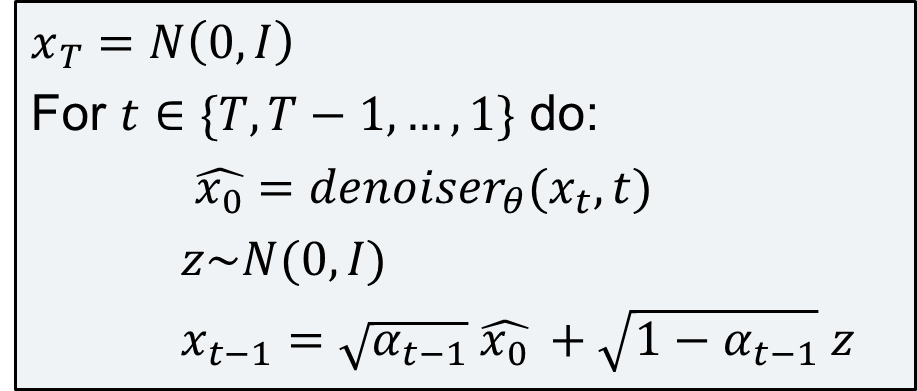 x_T = N(0, I)
For t ∈ {T, T − 1, … , 1} do:
\widehat{x_0} = denoiser_θ(x_t, t)
z~N(0, I)
x_{t−1} = √(α_{t−1}) \widehat{x_0} + √(1 − α_{t−1}) z